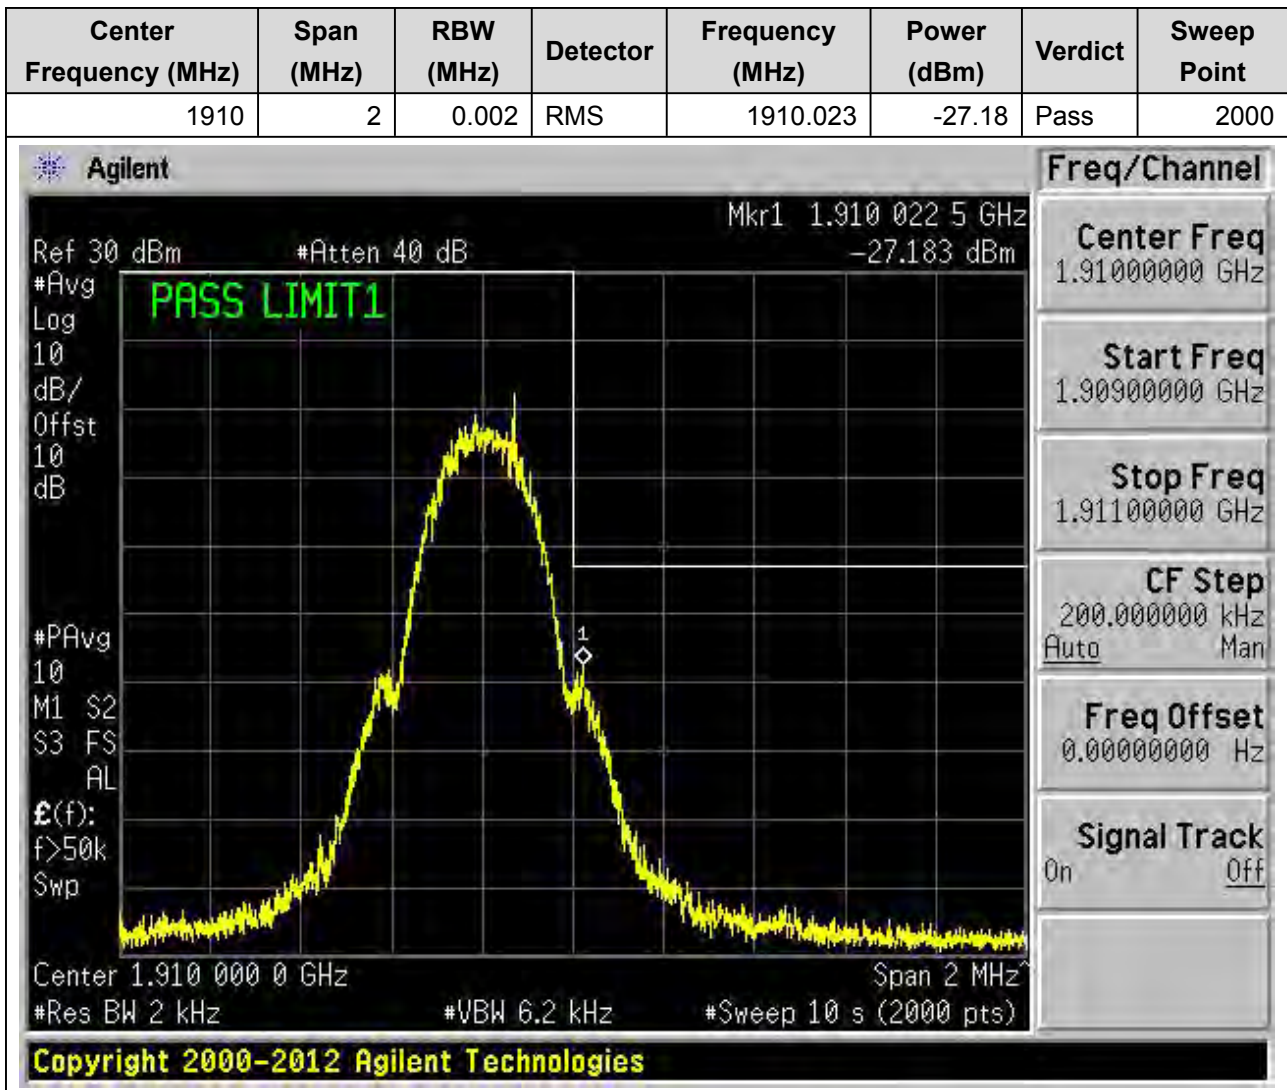 Center Frequency (MHz) Span (MHz) RBW (MHz) Detector Frequency (MHz) Power (dBm) Verdict Sweep Point
1910 2 0.002 RMS 1910.023 -27.18 Pass 2000
Agilent
Freq/Channel
Mkr1 1.910 022 5 GHz
Ref 30 dBm #Atten 40 dB -27.183 dBm
#Avg
Log
10
dB/
Offst
10
dB
PASS LIMIT1
1
#PAvg
10
M1 S2
S3 FS
AL
£(f):
f>50k
Swp
Center 1.910 000 0 GHz Span 2 MHz^
#Res BW 2 kHz #VBW 6.2 kHz #Sweep 10 s (2000 pts)
Center Freq
1.91000000 GHz
Start Freq
1.90900000 GHz
Stop Freq
1.91100000 GHz
CF Step
200.000000 kHz
Auto Man
Freq Offset
0.00000000 Hz
Signal Track
On Off
Copyright 2000-2012 Agilent Technologies